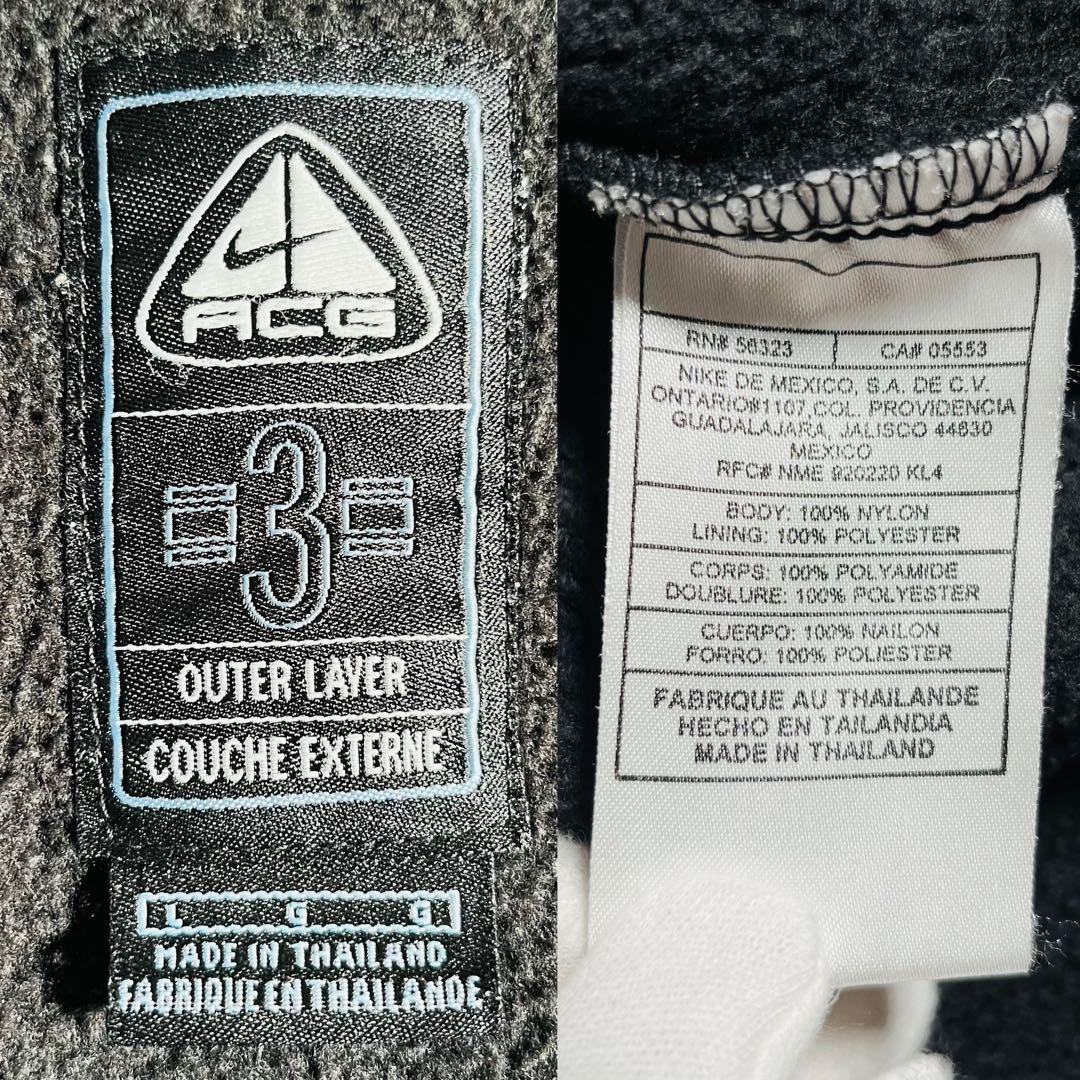 ACG
3
OUTER LAYER
COUCHE EXTERNE
L G G
MADE IN THAILAND
FABRIQUE EN THAILANDE
RN# 56323 CA# 05553
NIKE DE MEXICO, S.A. DE C.V.
ONTARIO#1107,COL. PROVIDENCIA
GUADALAJARA, JALISCO 44630
MEXICO
RFC# NME 920220 KL4
BODY: 100% NYLON
LINING: 100% POLYESTER
CORPS: 100% POLYAMIDE
DOUBLURE: 100% POLYESTER
CUERPO: 100% NAILON
FORRO: 100% POLIESTER
FABRIQUE AU THAILANDE
HECHO EN TAILANDIA
MADE IN THAILAND